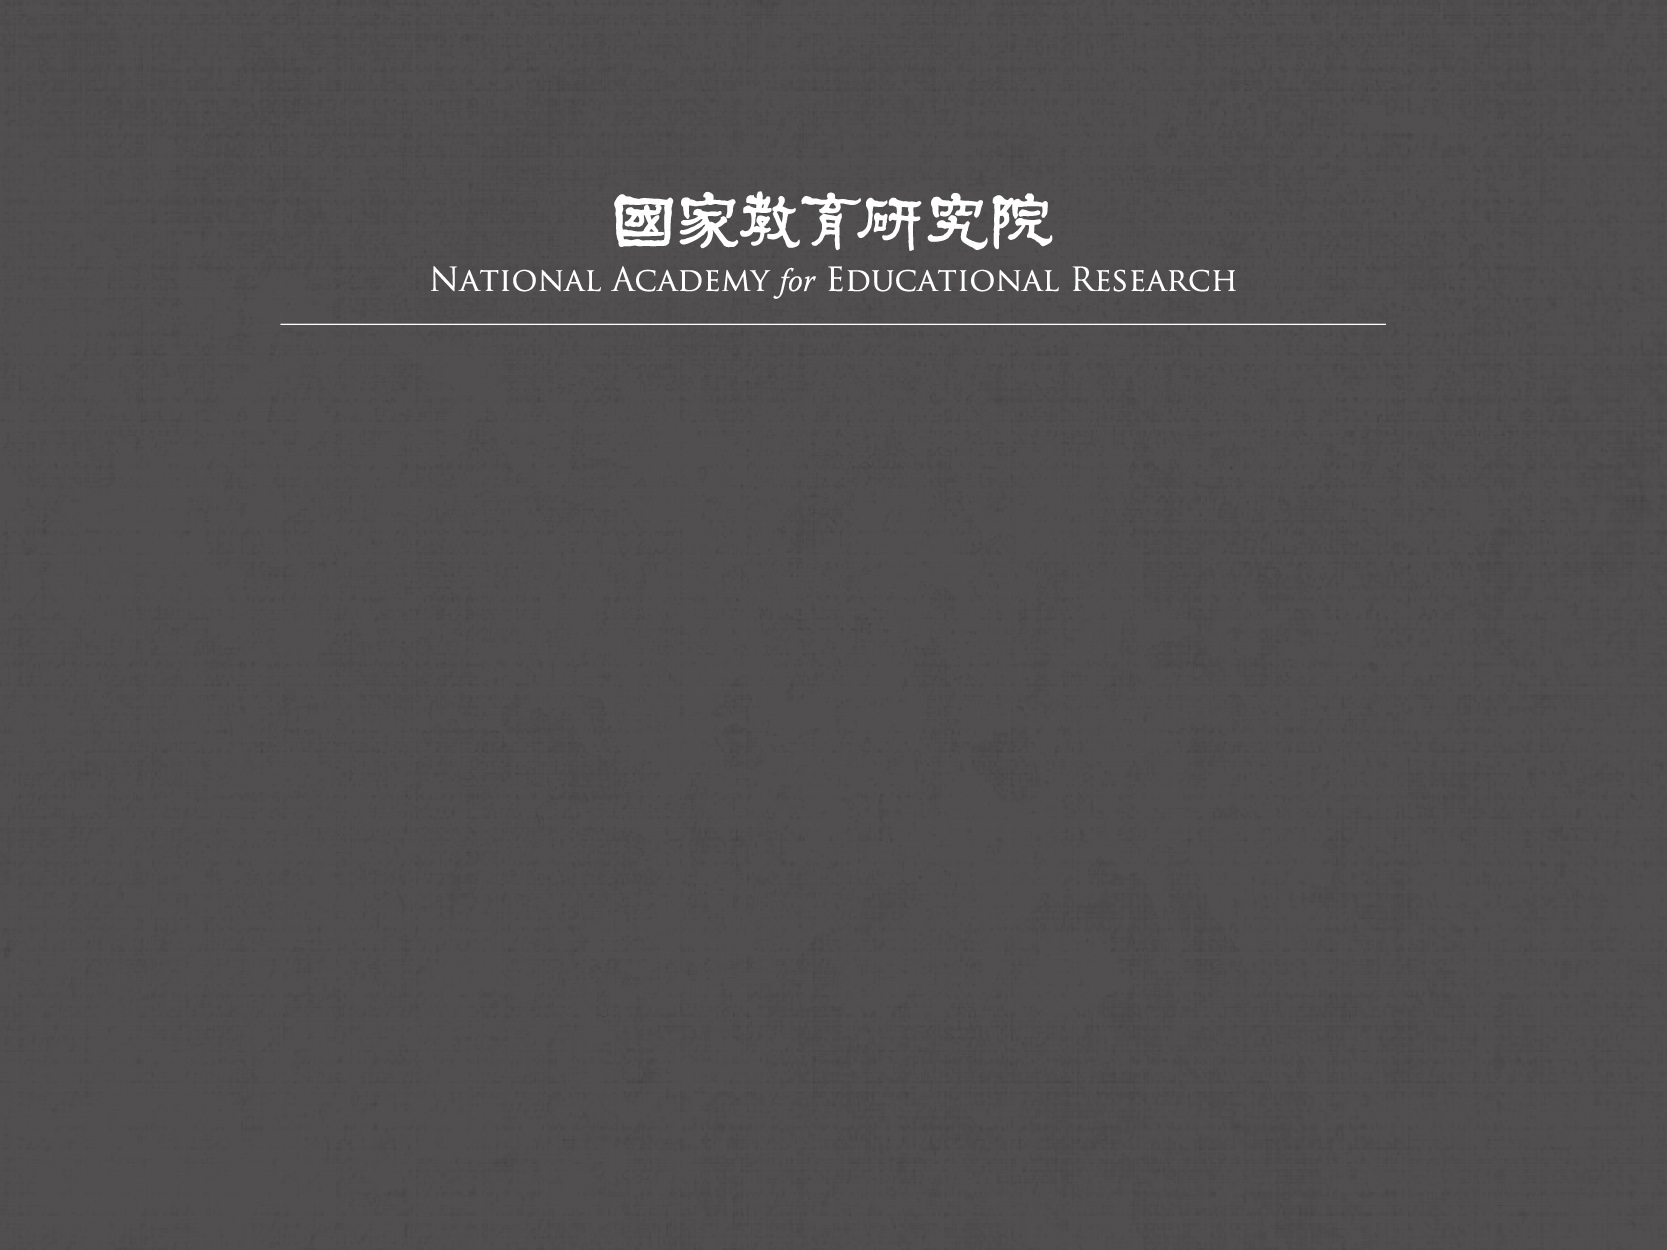 國家教育研究院
National Academy for Educational Research